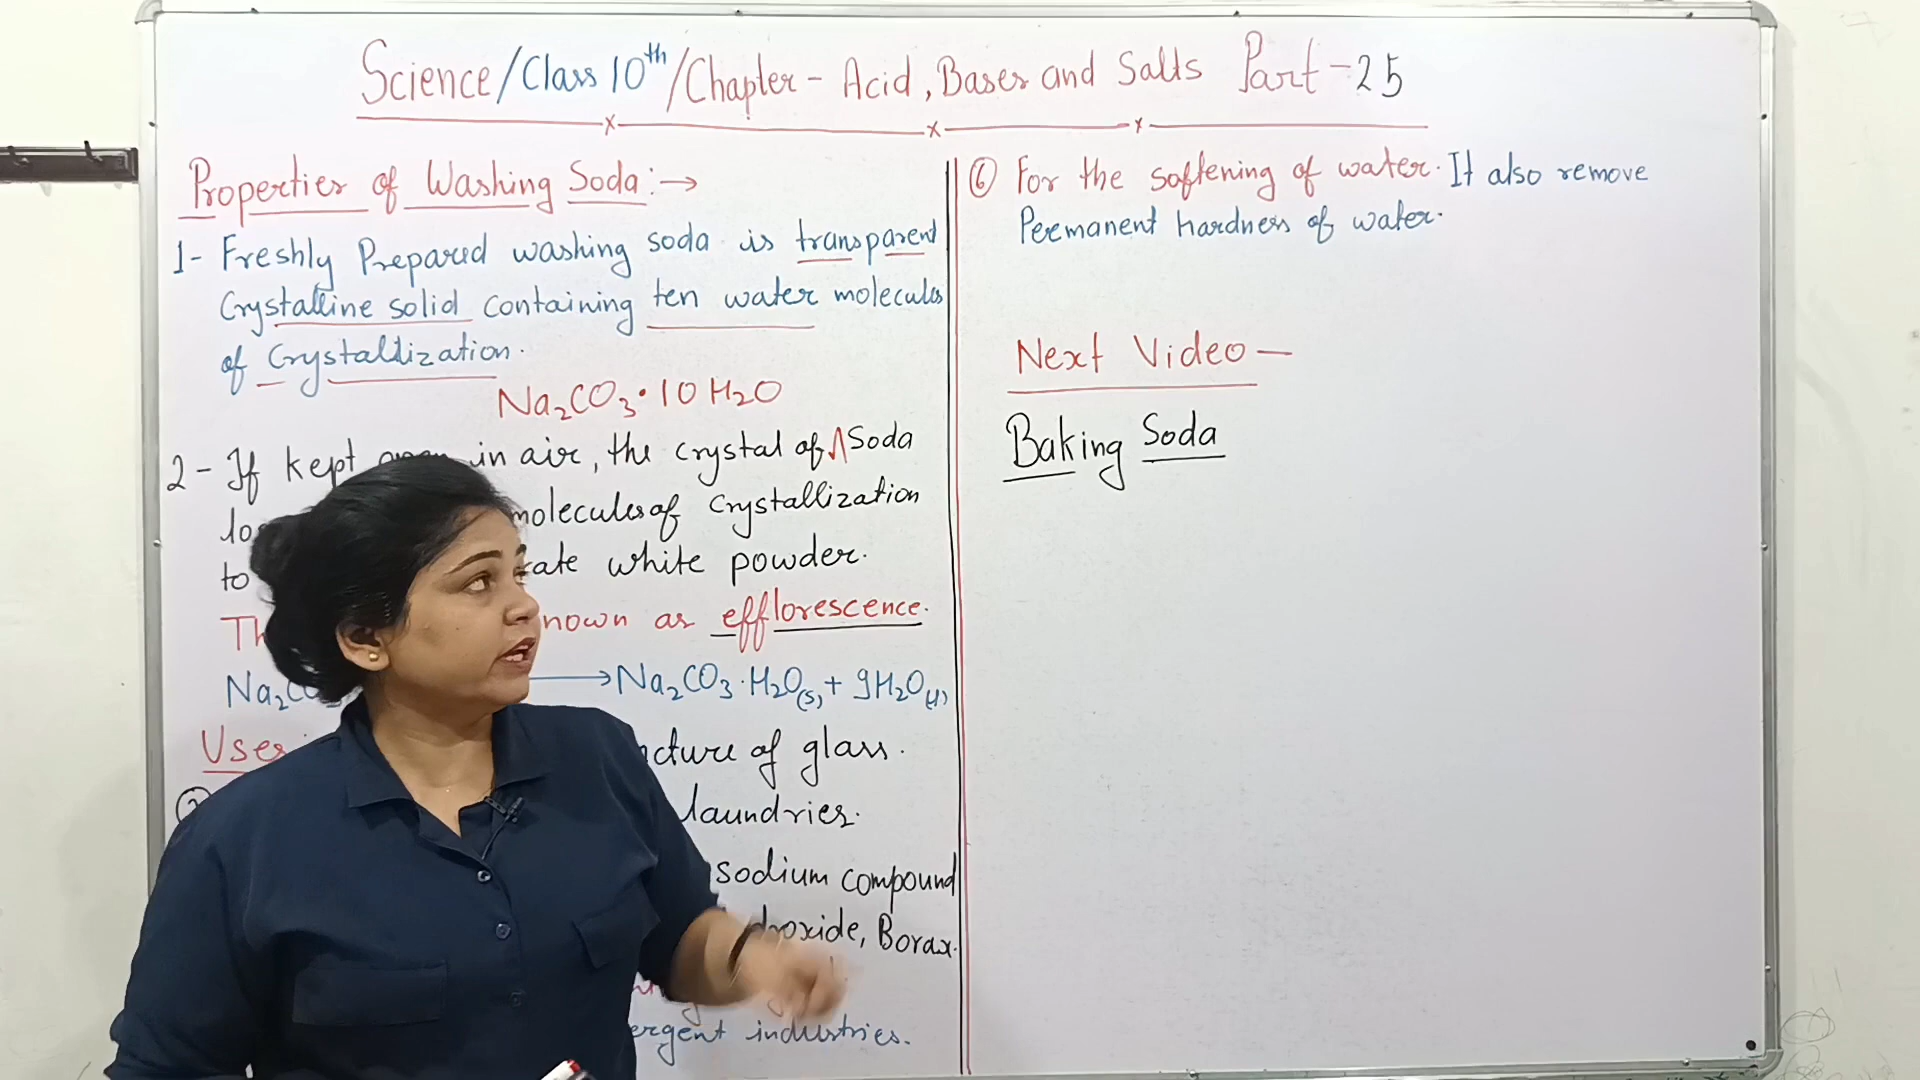 Science/Class 10th/Chapter - Acid, Bases and Salts Part-25
Properties of Washing Soda:→
1- Freshly Prepared washing soda is transparent
Crystalline solid containing ten water molecules
of Crystallization.
Na₂CO₃·10H₂O
2- If kept open in air, the crystal of Soda
molecules of Crystallization
to white powder.
as efflorescence.
→Na₂CO₃·H₂O(s)+ 9H₂O(l)
Uses of glass.
laundries.
sodium compound
Borax.
industries.
⑥ For the softening of water. It also remove
Permanent hardness of water.
Next Video —
Baking Soda